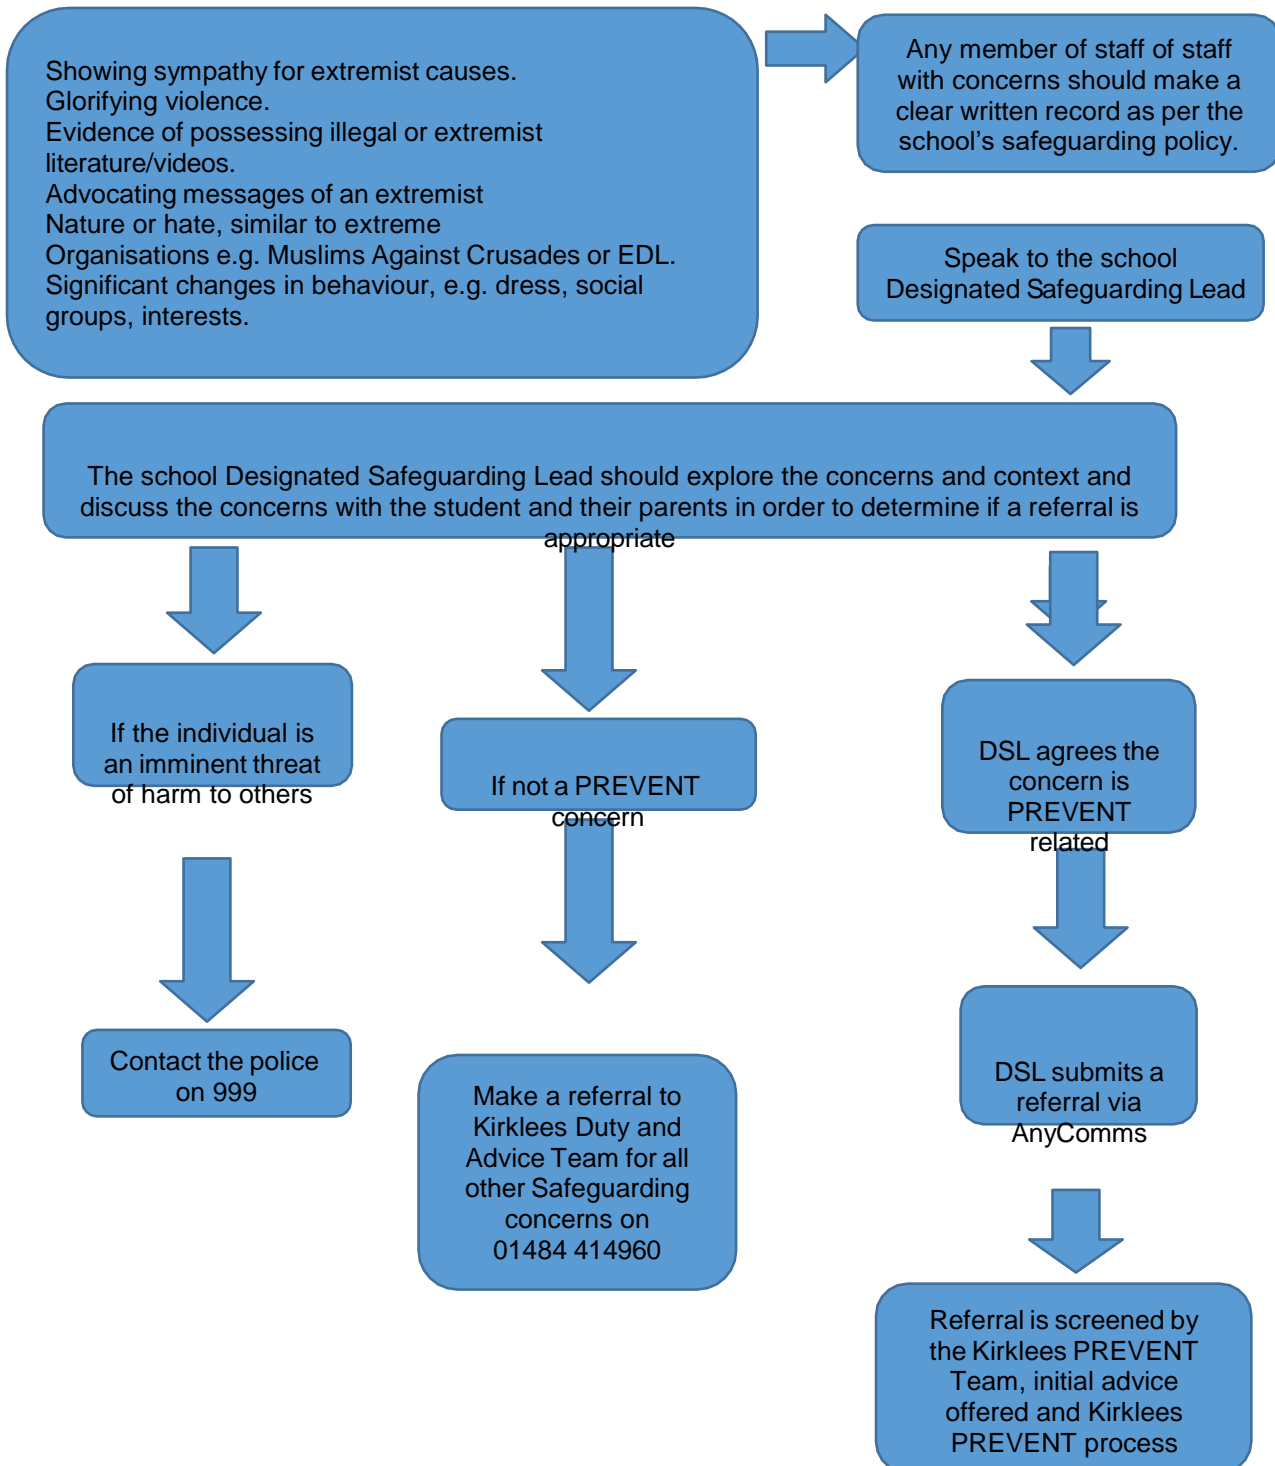 Showing sympathy for extremist causes.
Glorifying violence.
Evidence of possessing illegal or extremist
literature/videos.
Advocating messages of an extremist
Nature or hate, similar to extreme
Organisations e.g. Muslims Against Crusades or EDL.
Significant changes in behaviour, e.g. dress, social
groups, interests.
Any member of staff of staff
with concerns should make a
clear written record as per the
school’s safeguarding policy.
Speak to the school
Designated Safeguarding Lead
The school Designated Safeguarding Lead should explore the concerns and context and
discuss the concerns with the student and their parents in order to determine if a referral is
appropriate
If the individual is
an imminent threat
of harm to others
Contact the police
on 999
If not a PREVENT
concern
Make a referral to
Kirklees Duty and
Advice Team for all
other Safeguarding
concerns on
01484 414960
DSL agrees the
concern is
PREVENT
related
DSL submits a
referral via
AnyComms
Referral is screened by
the Kirklees PREVENT
Team, initial advice
offered and Kirklees
PREVENT process